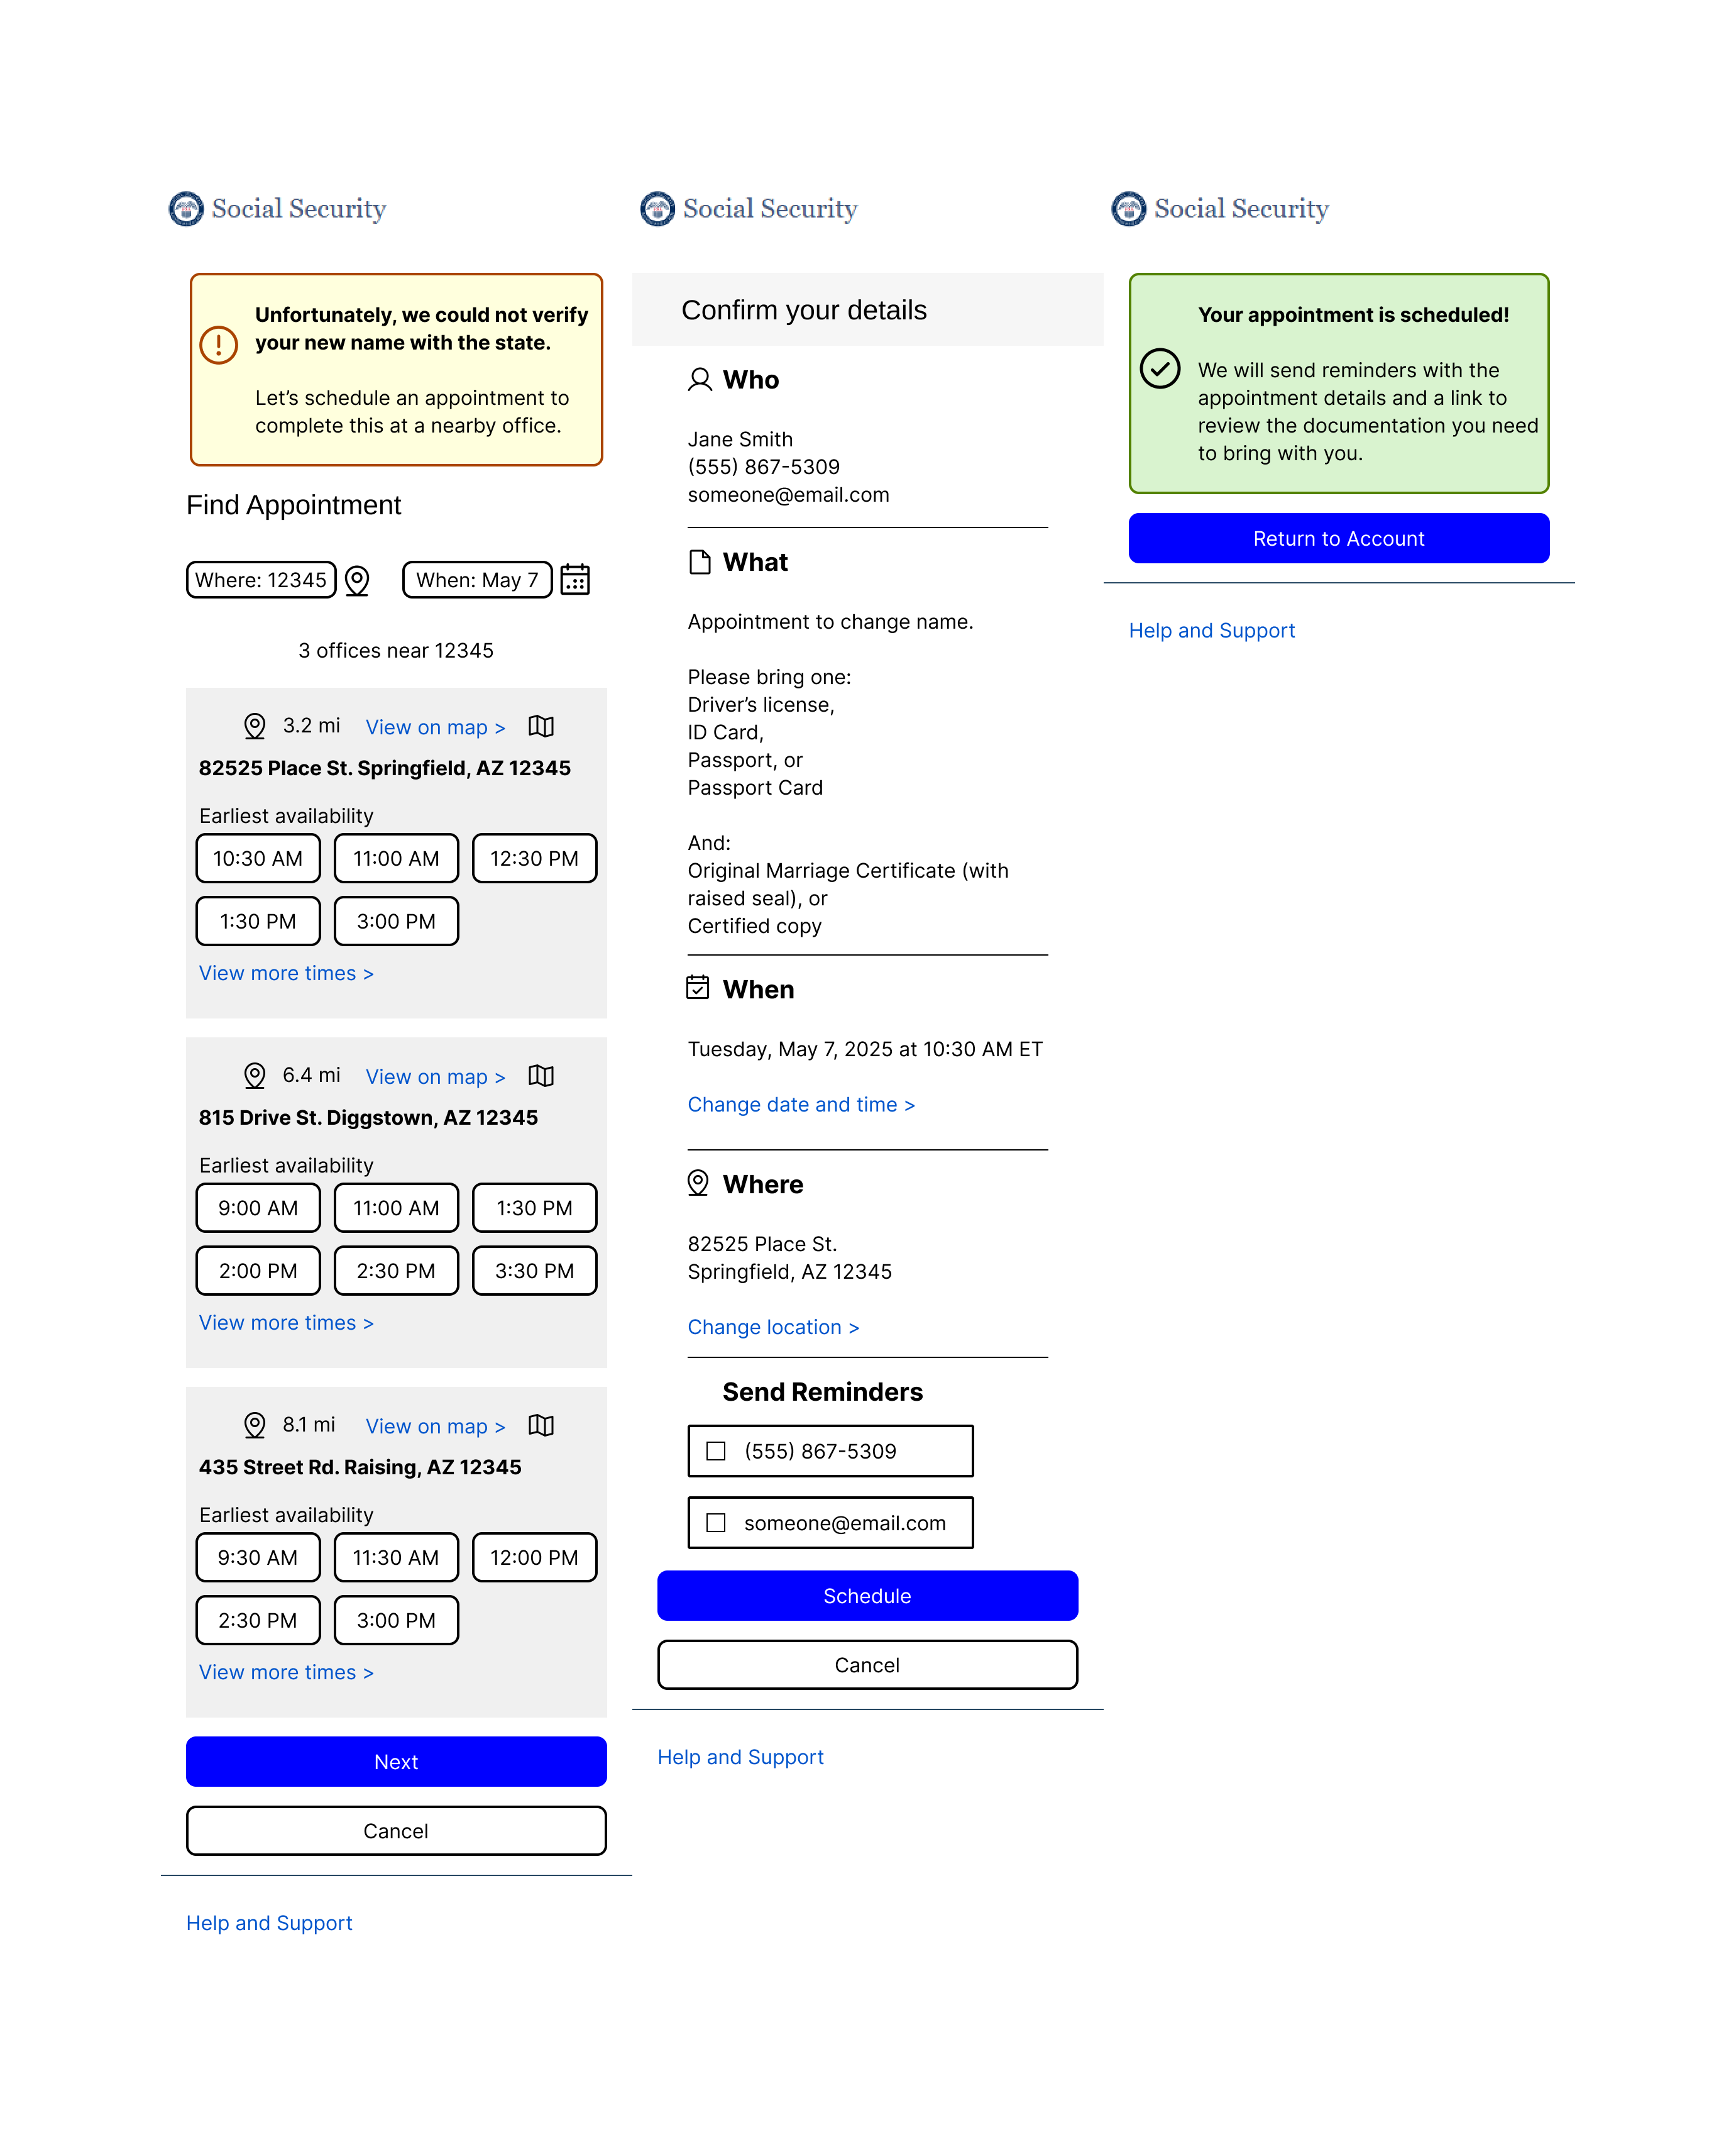 Social Security
Unfortunately, we could not verify
your new name with the state.
Let's schedule an appointment to
complete this at a nearby office.
Find Appointment
Where: 12345
When: May 7
3 offices near 12345
3.2 mi View on map >
82525 Place St. Springfield, AZ 12345
Earliest availability
10:30 AM 11:00 AM 12:30 PM
1:30 PM 3:00 PM
View more times >
6.4 mi View on map >
815 Drive St. Diggstown, AZ 12345
Earliest availability
9:00 AM 11:00 AM 1:30 PM
2:00 PM 2:30 PM 3:30 PM
View more times >
8.1 mi View on map >
435 Street Rd. Raising, AZ 12345
Earliest availability
9:30 AM 11:30 AM 12:00 PM
2:30 PM 3:00 PM
View more times >
Next
Cancel
Help and Support
Social Security
Confirm your details
Who
Jane Smith
(555) 867-5309
someone@email.com
What
Appointment to change name.
Please bring one:
Driver's license,
ID Card,
Passport, or
Passport Card
And:
Original Marriage Certificate (with
raised seal), or
Certified copy
When
Tuesday, May 7, 2025 at 10:30 AM ET
Change date and time >
Where
82525 Place St.
Springfield, AZ 12345
Change location >
Send Reminders
(555) 867-5309
someone@email.com
Schedule
Cancel
Help and Support
Social Security
Your appointment is scheduled!
We will send reminders with the
appointment details and a link to
review the documentation you need
to bring with you.
Return to Account
Help and Support